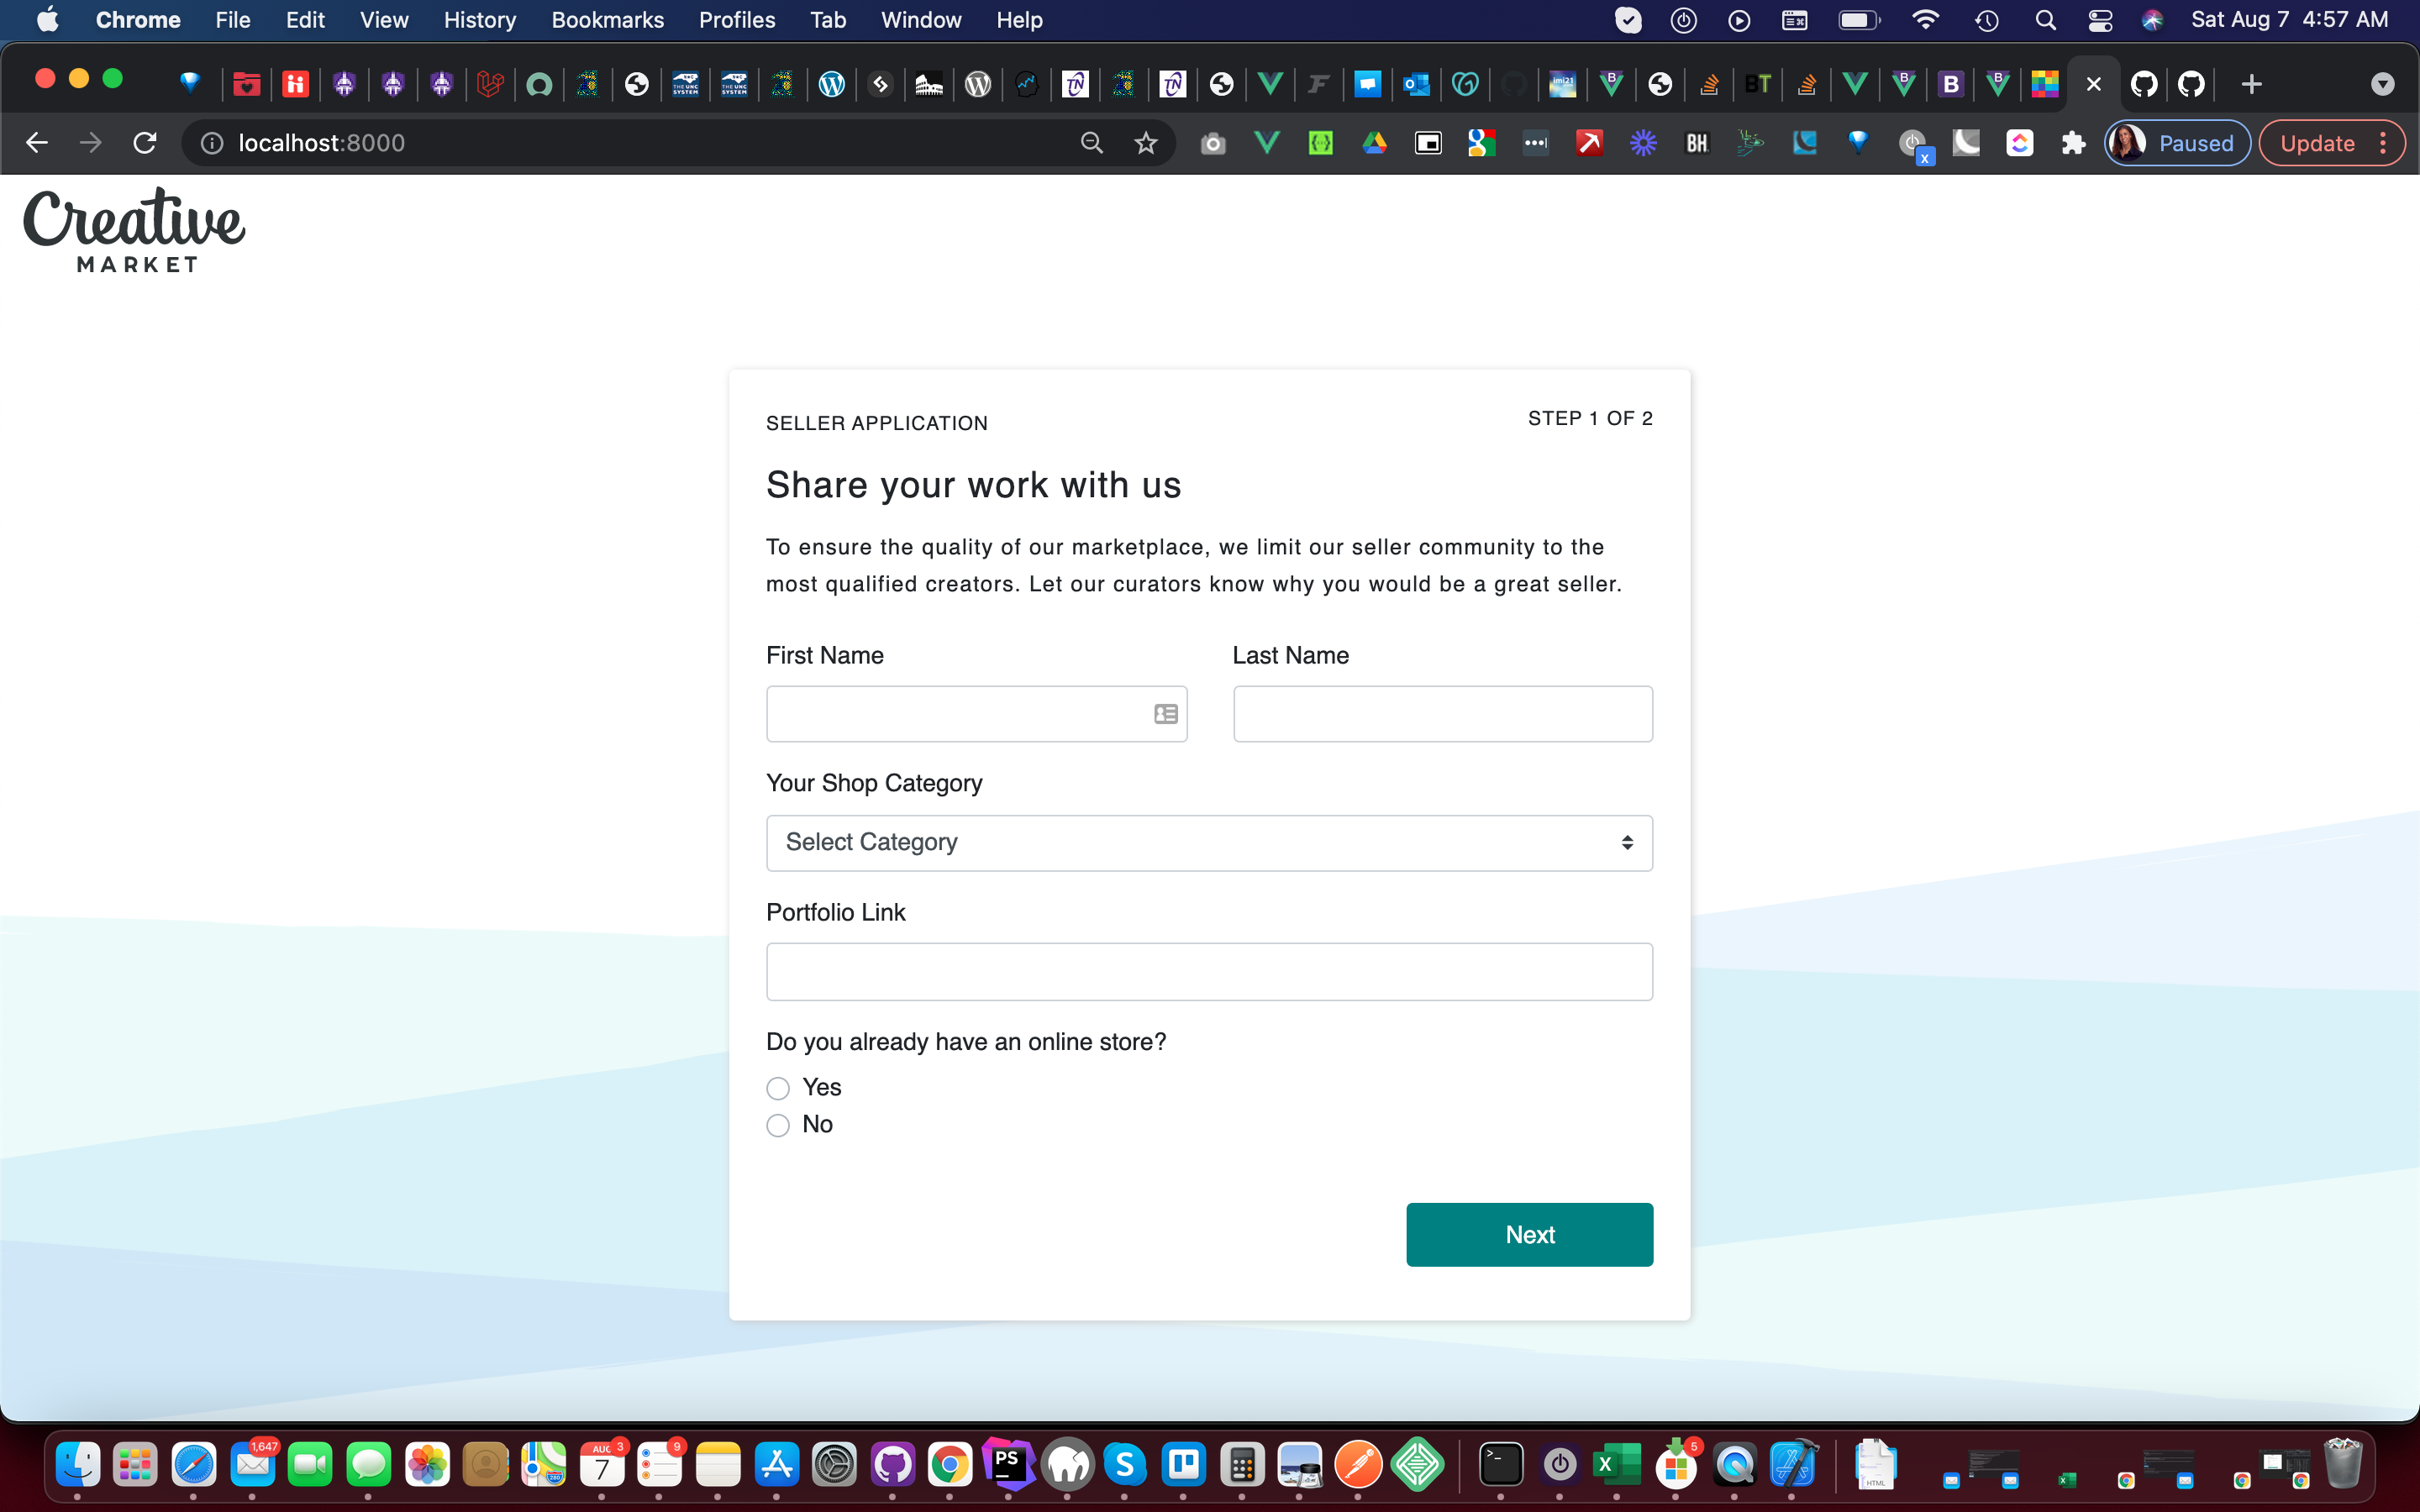 Chrome File Edit View History Bookmarks Profiles Tab Window Help
Sat Aug 7 4:57 AM
localhost:8000
Paused
Update
Creative
MARKET
SELLER APPLICATION
STEP 1 OF 2
Share your work with us
To ensure the quality of our marketplace, we limit our seller community to the
most qualified creators. Let our curators know why you would be a great seller.
First Name
Last Name
Your Shop Category
Select Category
Portfolio Link
Do you already have an online store?
Yes
No
Next
1,647
AUG
7
3
9
PS
S
X
5
HTML